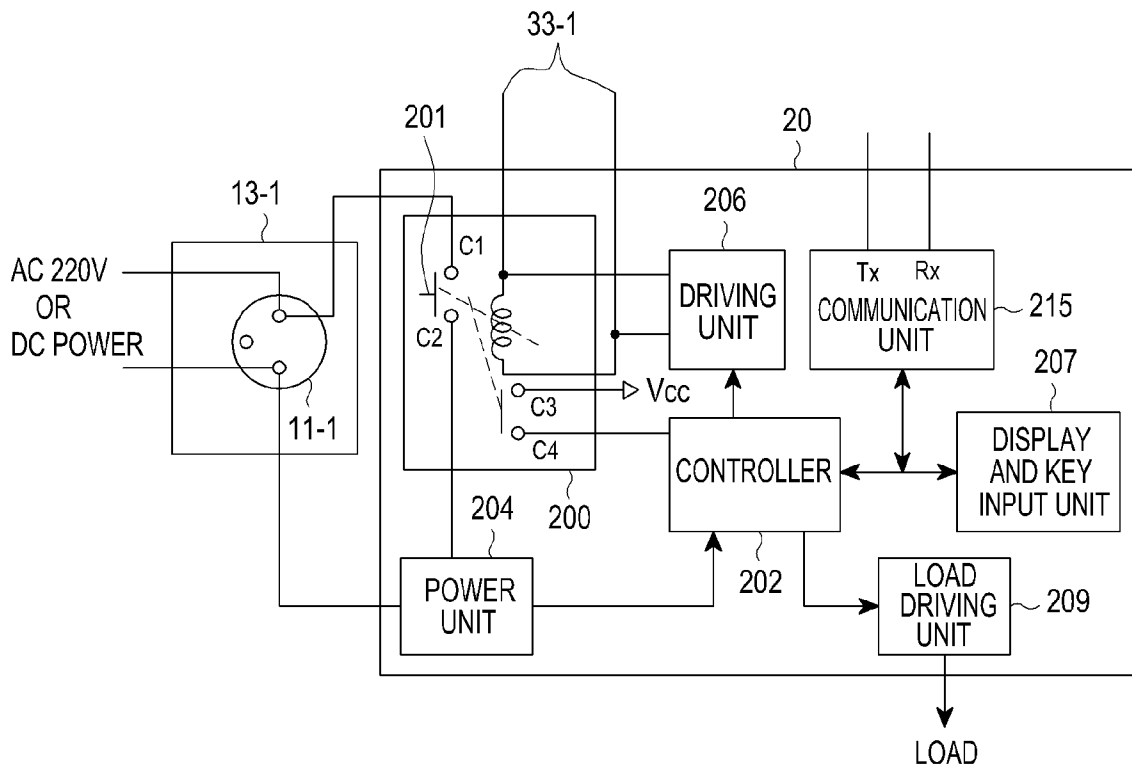 33-1
201
20
13-1
206
C1
AC 220V
OR
DC POWER
C2
DRIVING
UNIT
Tx Rx
COMMUNICATION
UNIT
215
11-1
C3
Vcc
207
C4
CONTROLLER
DISPLAY
AND KEY
INPUT UNIT
200
204
202
POWER
UNIT
LOAD
DRIVING
UNIT
209
LOAD